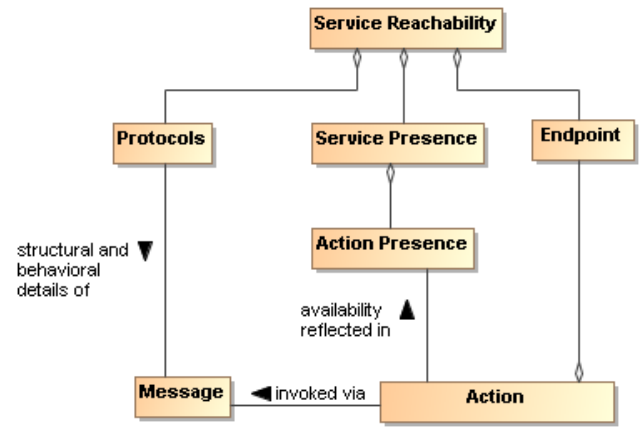 Service Reachability
Protocols
Service Presence
Endpoint
Action Presence
structural and
behavioral
details of
availability
reflected in
Message
invoked via
Action